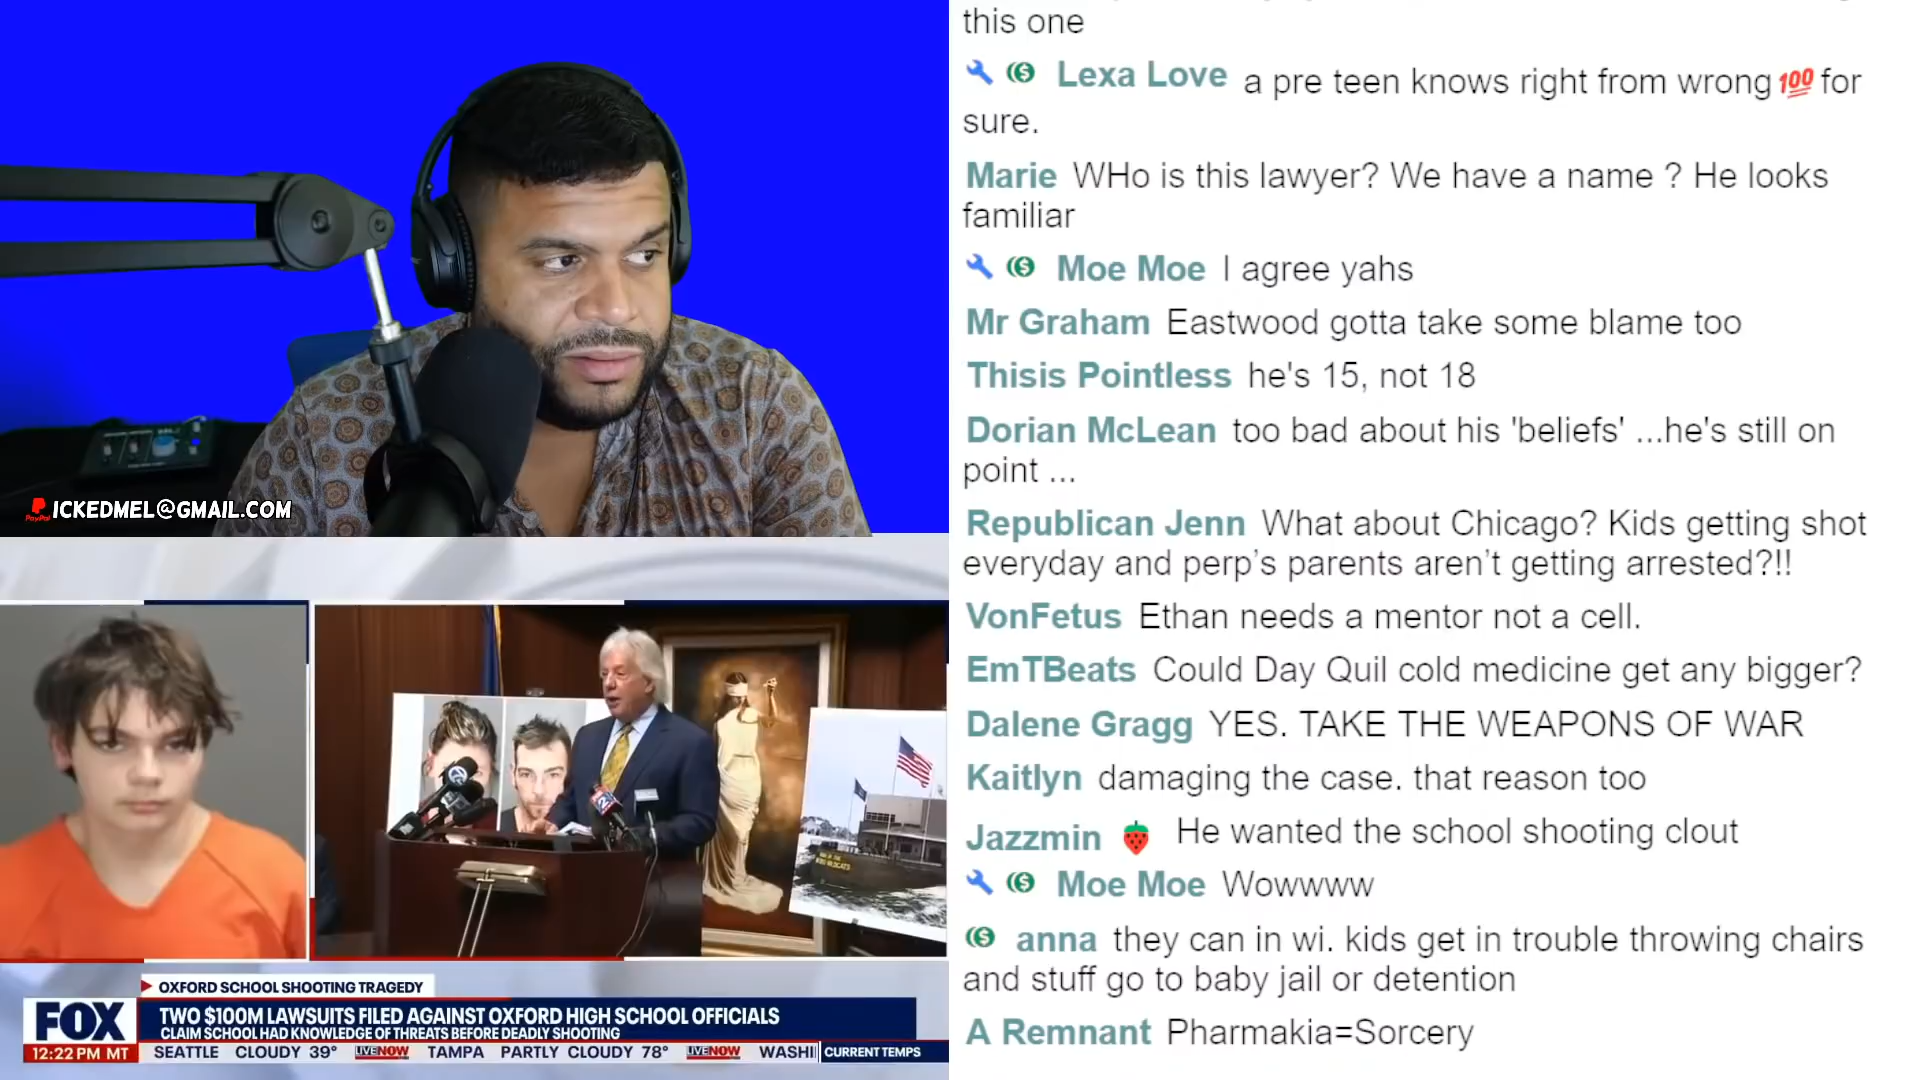 this one
Lexa Love a pre teen knows right from wrong 💯 for
sure.
Marie WHo is this lawyer? We have a name ? He looks
familiar
Moe Moe I agree yahs
Mr Graham Eastwood gotta take some blame too
Thisis Pointless he's 15, not 18
Dorian McLean too bad about his 'beliefs' ...he's still on
point ...
Republican Jenn What about Chicago? Kids getting shot
everyday and perp’s parents aren’t getting arrested?!!
VonFetus Ethan needs a mentor not a cell.
EmTBeats Could Day Quil cold medicine get any bigger?
Dalene Gragg YES. TAKE THE WEAPONS OF WAR
Kaitlyn damaging the case. that reason too
Jazzmin 🍓 He wanted the school shooting clout
Moe Moe Wowwww
anna they can in wi. kids get in trouble throwing chairs
and stuff go to baby jail or detention
A Remnant Pharmakia=Sorcery
PayPal ICKEDMEL@GMAIL.COM
OXFORD SCHOOL SHOOTING TRAGEDY
FOX
TWO $100M LAWSUITS FILED AGAINST OXFORD HIGH SCHOOL OFFICIALS
CLAIM SCHOOL HAD KNOWLEDGE OF THREATS BEFORE DEADLY SHOOTING
12:22 PM MT SEATTLE CLOUDY 39° LIVENOW TAMPA PARTLY CLOUDY 78° LIVENOW WASHI CURRENT TEMPS